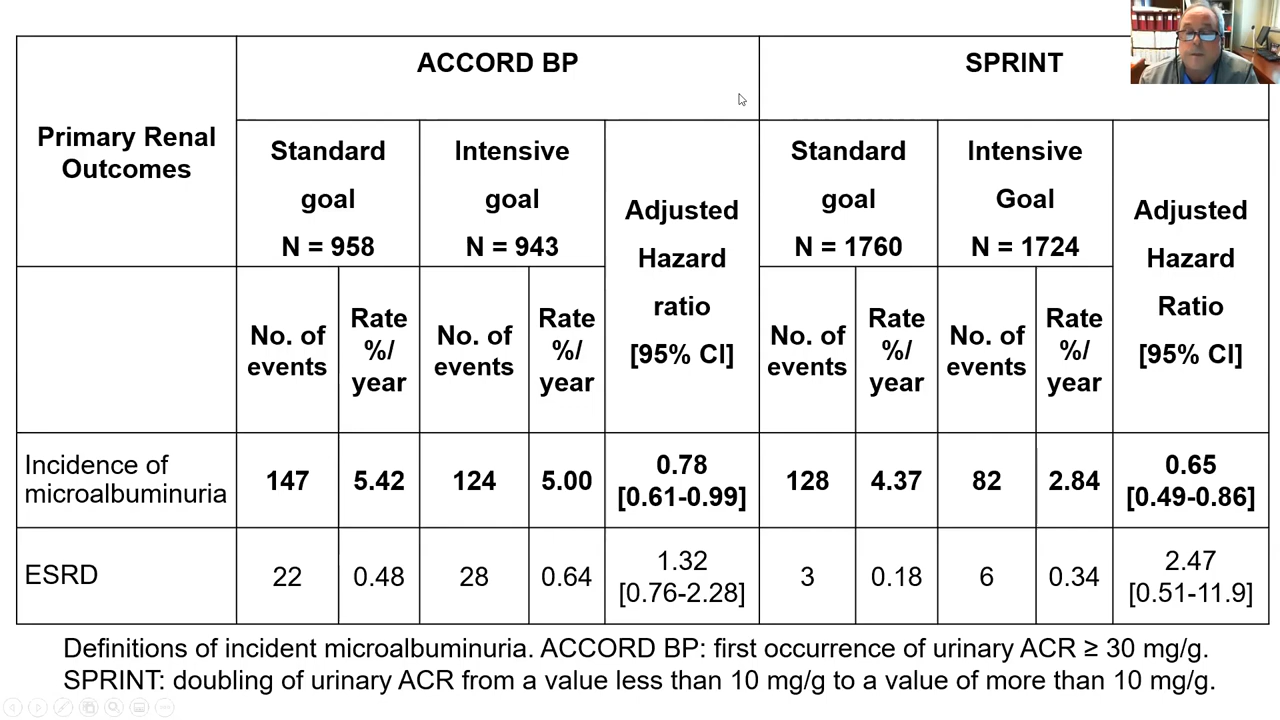 ACCORD BP
SPRINT
Primary Renal
Outcomes
Standard
goal
N = 958
Intensive
goal
N = 943
Adjusted
Hazard
ratio
[95% CI]
Standard
goal
N = 1760
Intensive
Goal
N = 1724
Adjusted
Hazard
Ratio
[95% CI]
No. of
events
Rate
%/
year
No. of
events
Rate
%/
year
No. of
events
Rate
%/
year
No. of
events
Rate
%/
year
Incidence of
microalbuminuria
147
5.42
124
5.00
0.78
[0.61-0.99]
128
4.37
82
2.84
0.65
[0.49-0.86]
ESRD
22
0.48
28
0.64
1.32
[0.76-2.28]
3
0.18
6
0.34
2.47
[0.51-11.9]
Definitions of incident microalbuminuria. ACCORD BP: first occurrence of urinary ACR ≥ 30 mg/g.
SPRINT: doubling of urinary ACR from a value less than 10 mg/g to a value of more than 10 mg/g.